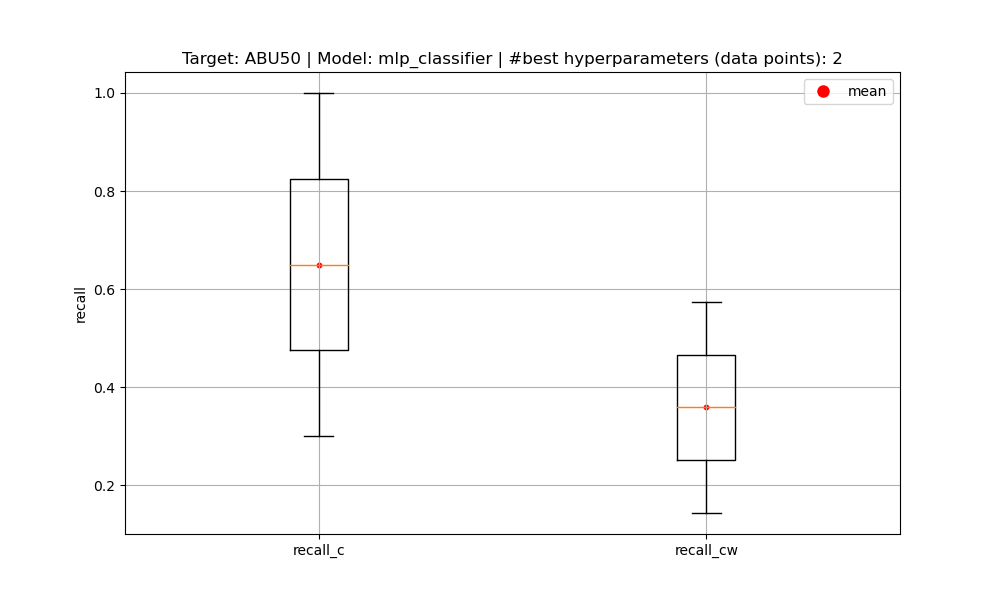 Target: ABU50 | Model: mlp_classifier | #best hyperparameters (data points): 2
mean
1.0
0.8
0.6
0.4
0.2
recall
recall_c
recall_cw